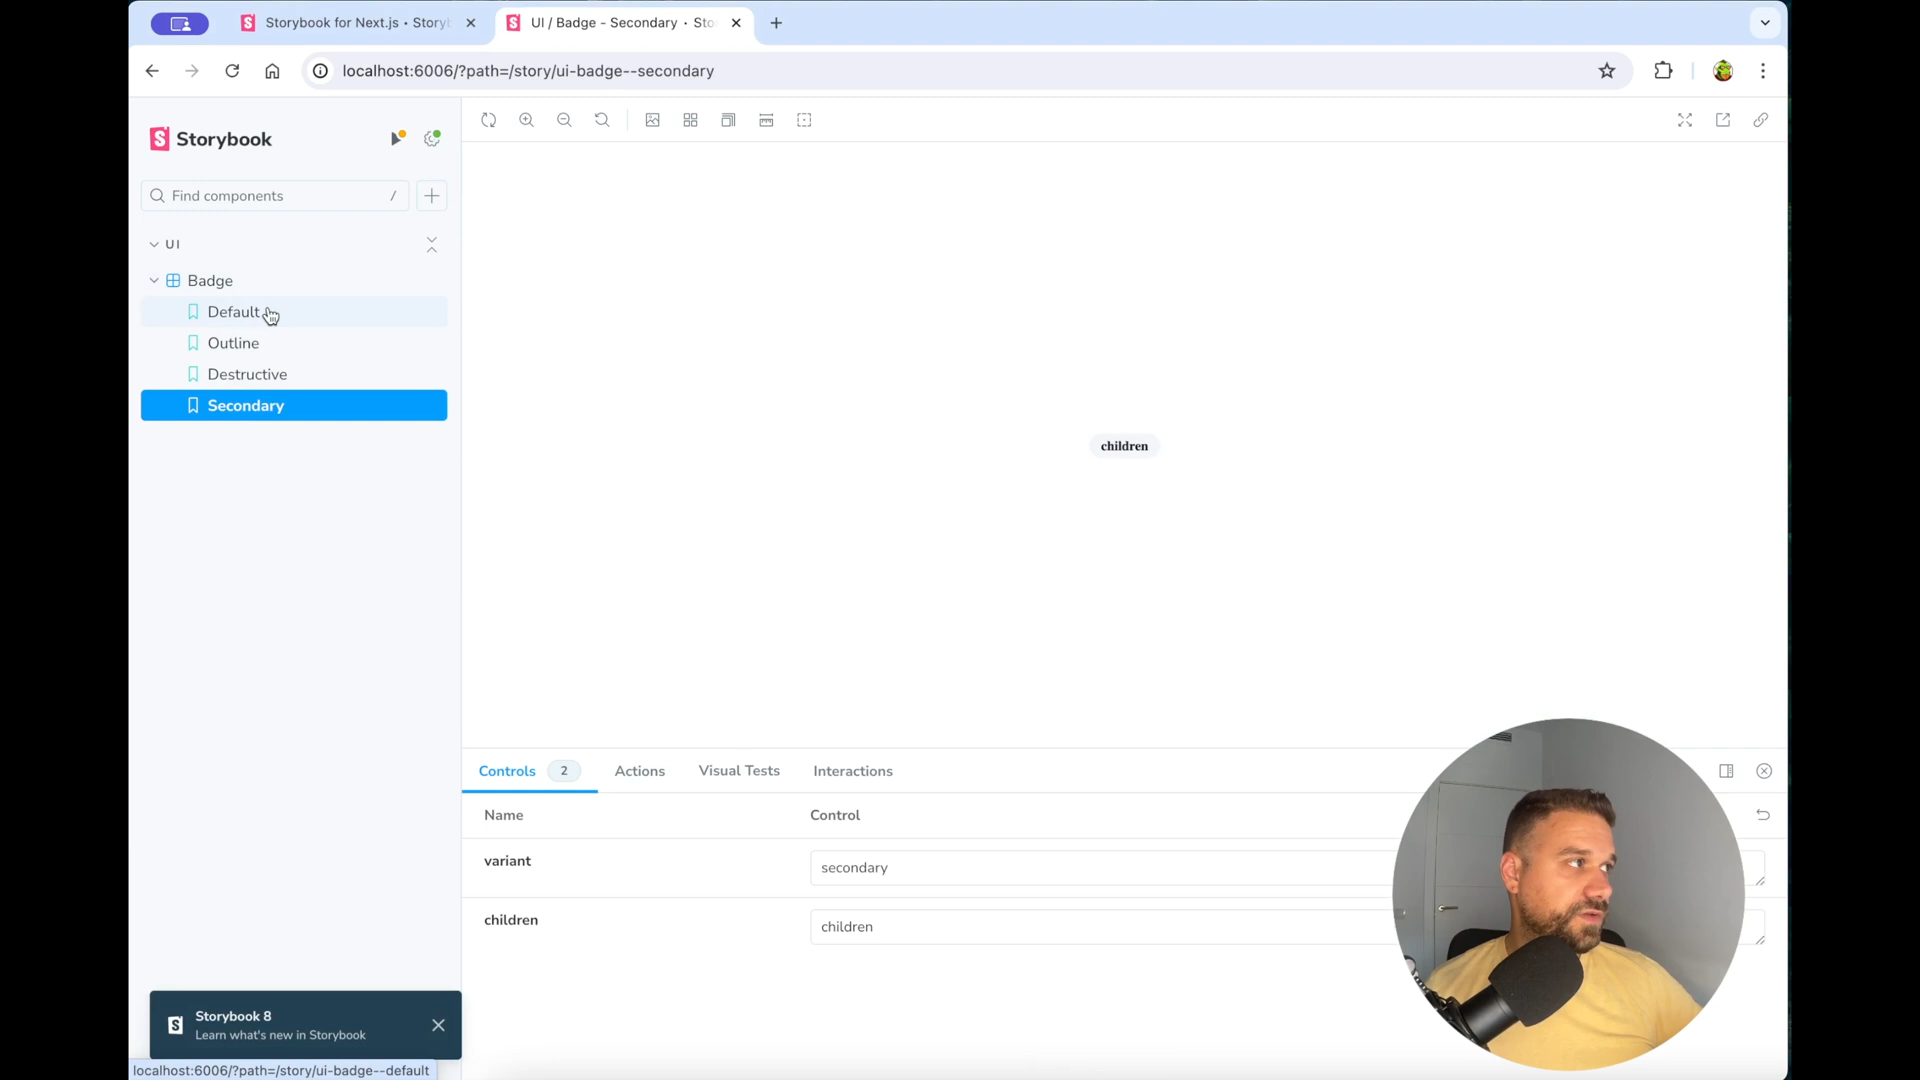 Storybook for Next.js • Storyb
UI / Badge - Secondary • Sto
localhost:6006/?path=/story/ui-badge--secondary
Storybook
Find components
/
UI
Badge
Default
Outline
Destructive
Secondary
children
Controls 2
Actions
Visual Tests
Interactions
Name
Control
variant
secondary
children
children
Storybook 8
Learn what's new in Storybook
localhost:6006/?path=/story/ui-badge--default